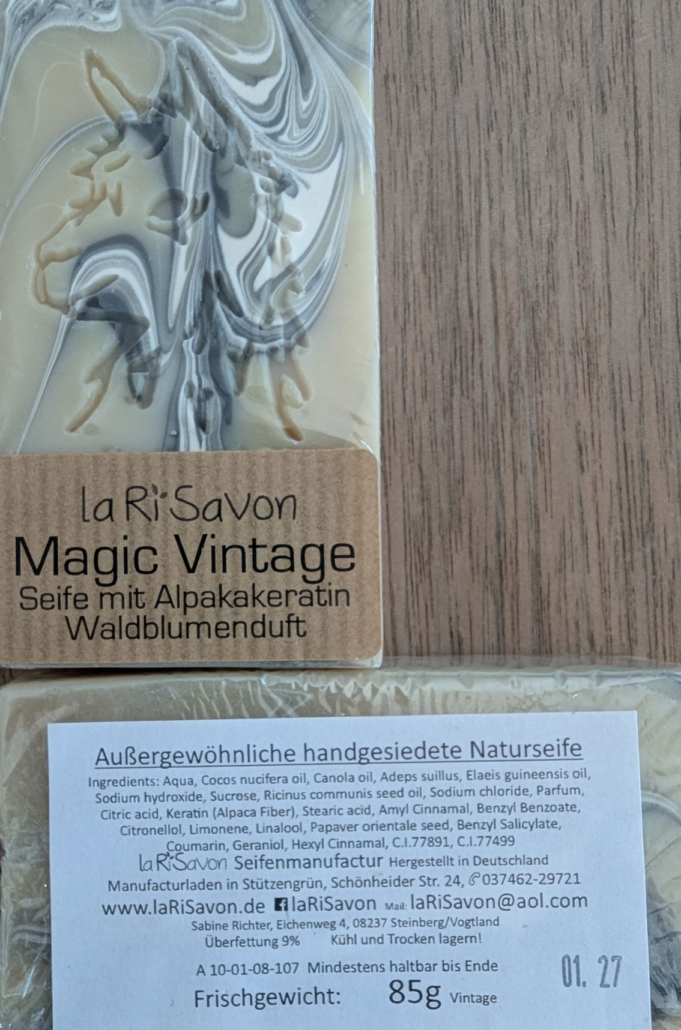 la Ri Savon
Magic Vintage
Seife mit Alpakakeratin
Waldblumenduft
Außergewöhnliche handgesiedete Naturseife
Ingredients: Aqua, Cocos nucifera oil, Canola oil, Adeps suillus, Elaeis guineensis oil,
Sodium hydroxide, Sucrose, Ricinus communis seed oil, Sodium chloride, Parfum,
Citric acid, Keratin (Alpaca Fiber), Stearic acid, Amyl Cinnamal, Benzyl Benzoate,
Citronellol, Limonene, Linalool, Papaver orientale seed, Benzyl Salicylate,
Coumarin, Geraniol, Hexyl Cinnamal, C.I.77891, C.I.77499
laRiSavon Seifenmanufactur Hergestellt in Deutschland
Manufacturladen in Stützengrün, Schönheider Str. 24, ✆037462-29721
www.laRiSavon.de f laRiSavon Mail: laRiSavon@aol.com
Sabine Richter, Eichenweg 4, 08237 Steinberg/Vogtland
Überfettung 9% Kühl und Trocken lagern!
A 10-01-08-107 Mindestens haltbar bis Ende 01. 27
Frischgewicht: 85g Vintage